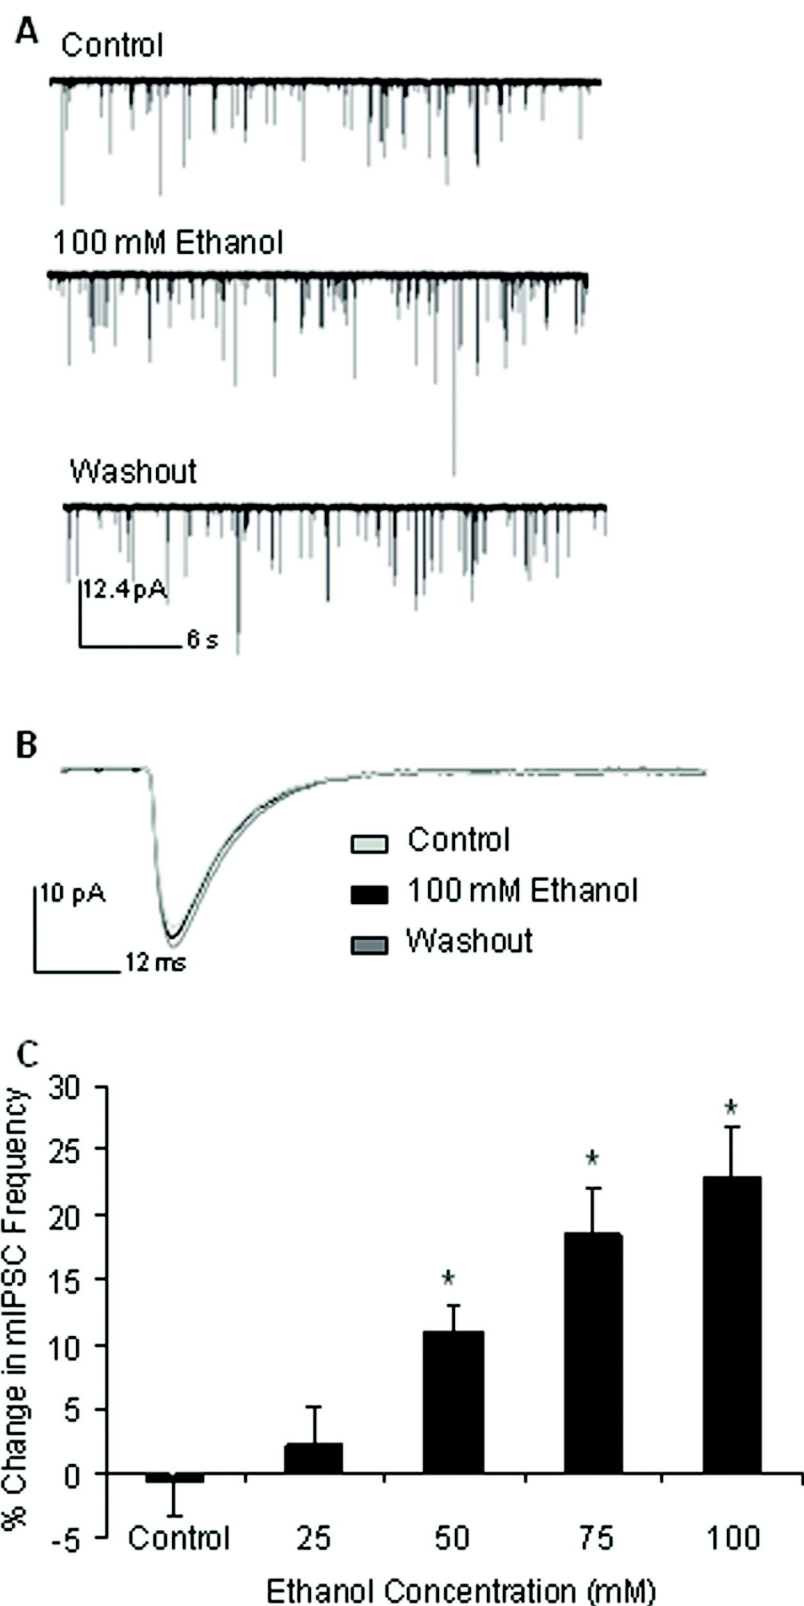 A
Control
100 mM Ethanol
Washout
12.4 pA
6 s
B
Control
100 mM Ethanol
Washout
10 pA
12 ms
C
% Change in mIPSC Frequency
30
25
20
15
10
5
0
-5
*
*
*
Control 25 50 75 100
Ethanol Concentration (mM)